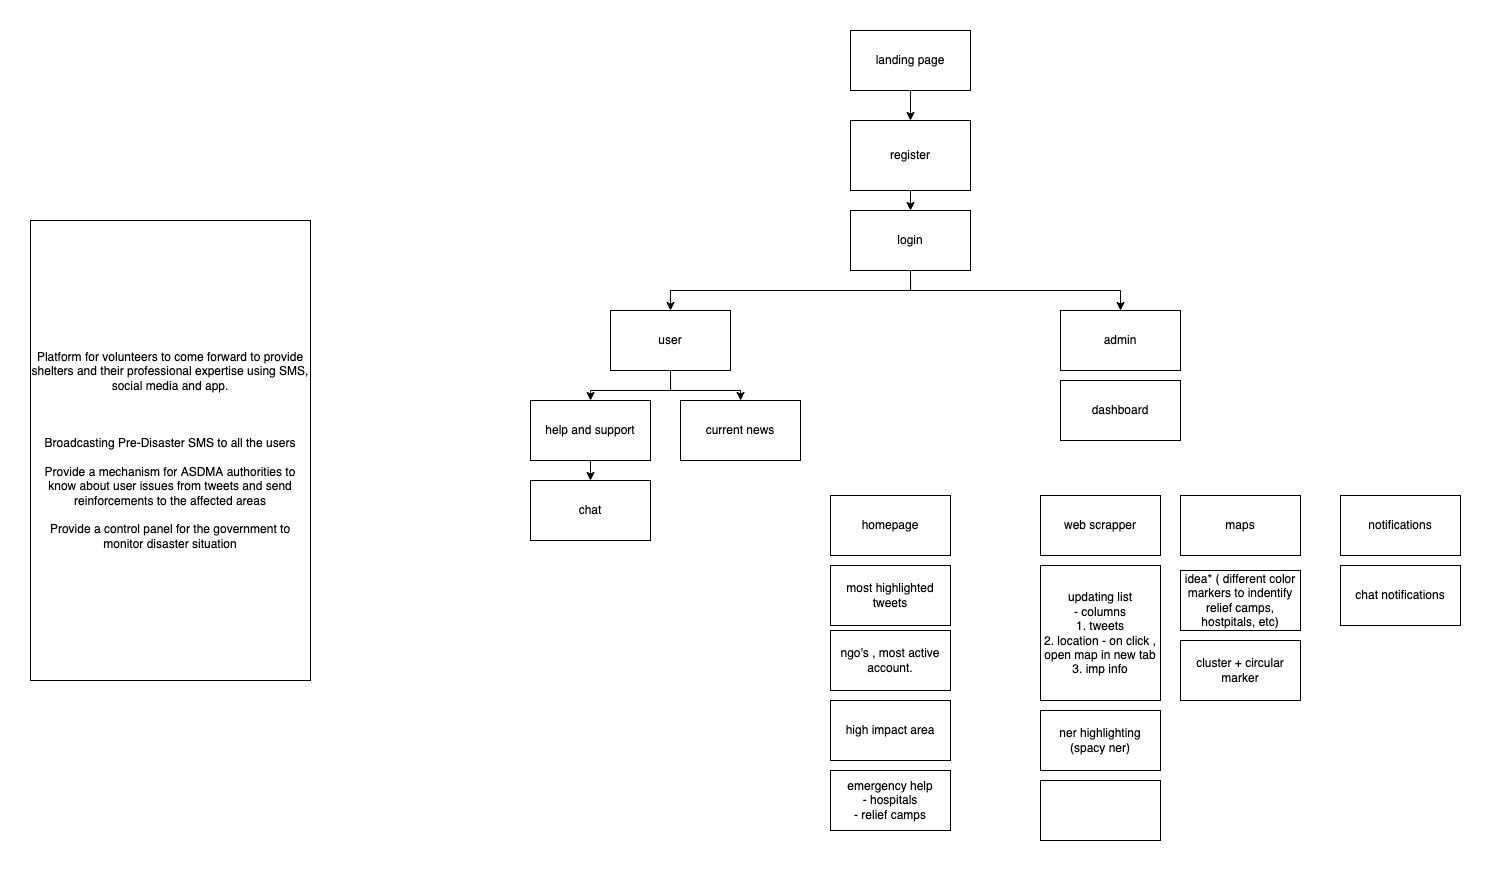 landing page
register
login
user
admin
dashboard
help and support
current news
chat
Platform for volunteers to come forward to provide
shelters and their professional expertise using SMS,
social media and app.
Broadcasting Pre-Disaster SMS to all the users
Provide a mechanism for ASDMA authorities to
know about user issues from tweets and send
reinforcements to the affected areas
Provide a control panel for the government to
monitor disaster situation
homepage
most highlighted
tweets
ngo's , most active
account.
high impact area
emergency help
- hospitals
- relief camps
web scrapper
updating list
- columns
1. tweets
2. location - on click ,
open map in new tab
3. imp info
ner highlighting
(spacy ner)
maps
idea* ( different color
markers to indentify
relief camps,
hostpitals, etc)
cluster + circular
marker
notifications
chat notifications